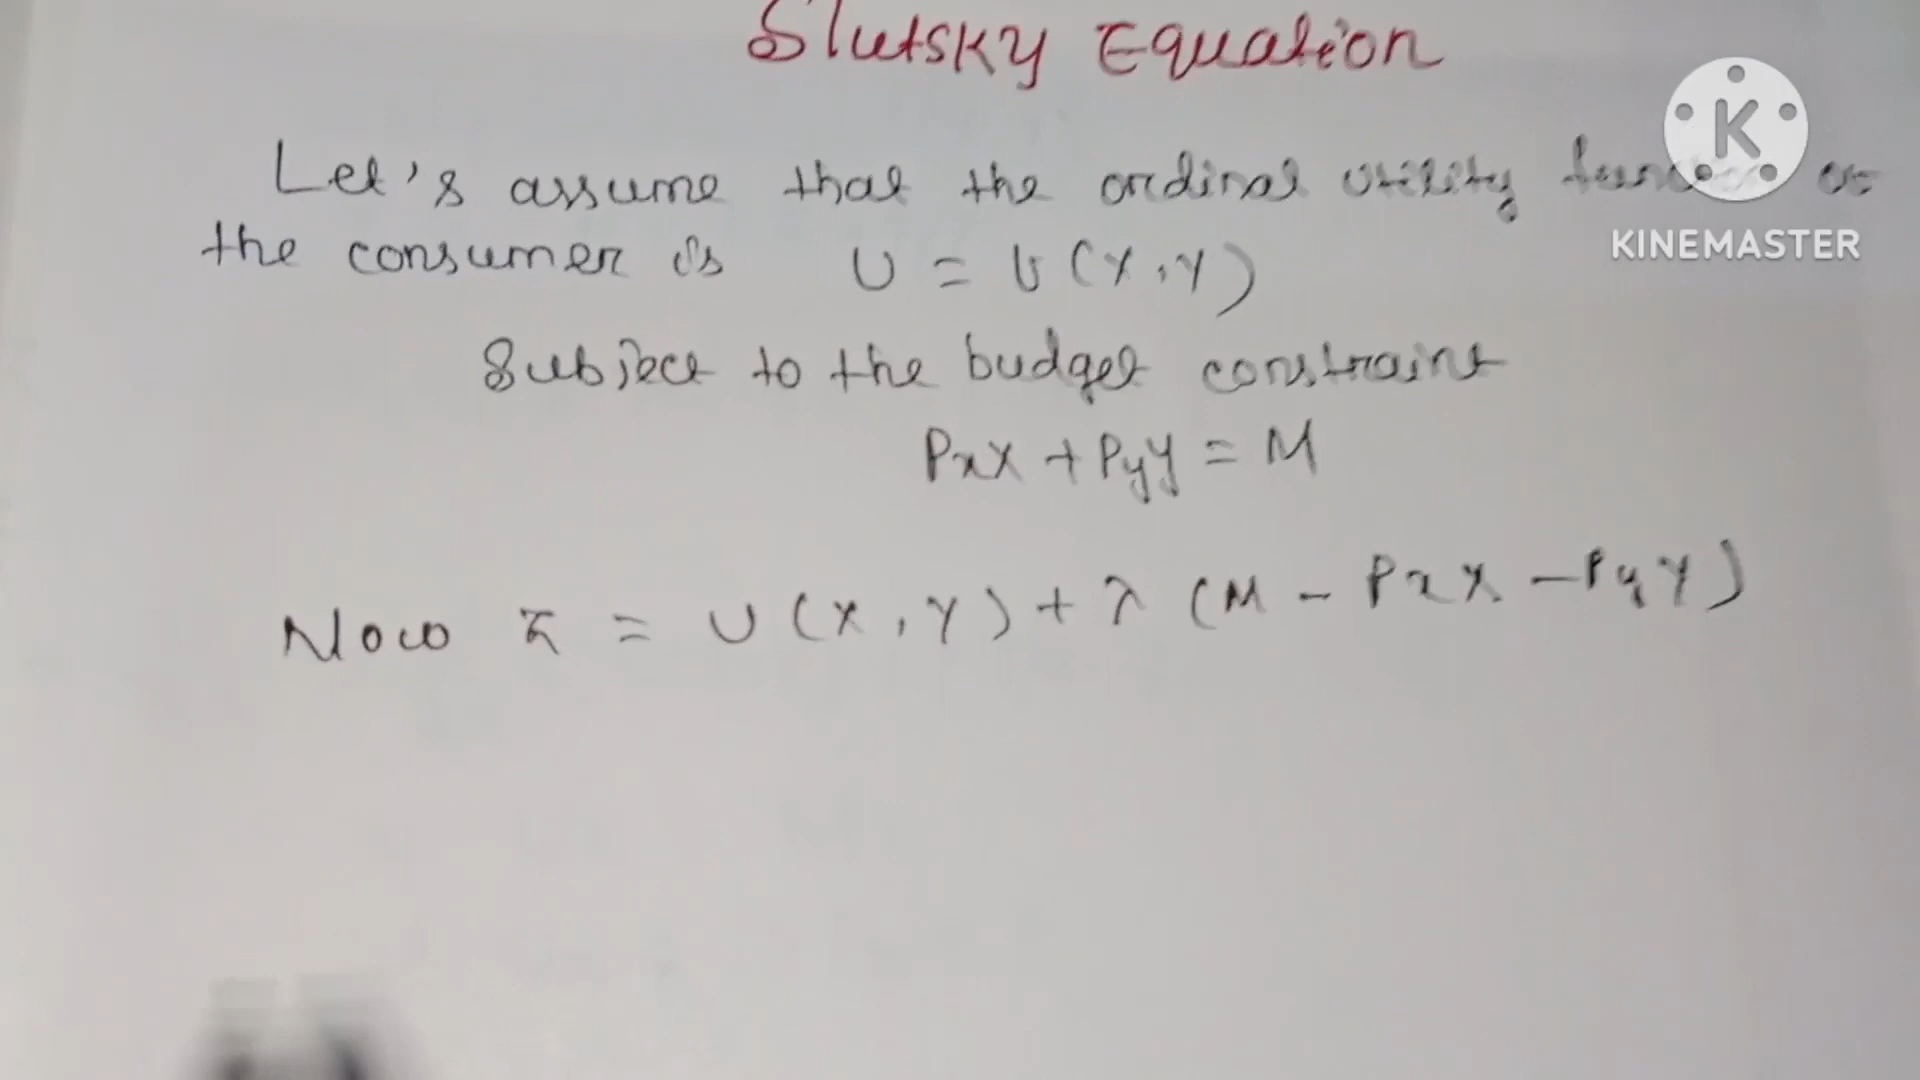 Slutsky Equation
Let's assume that the ordinal utility
the consumer is U = U(X,Y)
Subject to the budget constraint
PxX + PyY = M
Now Z = U(X,Y) + λ (M - PxX - PyY)
K
KINEMASTER